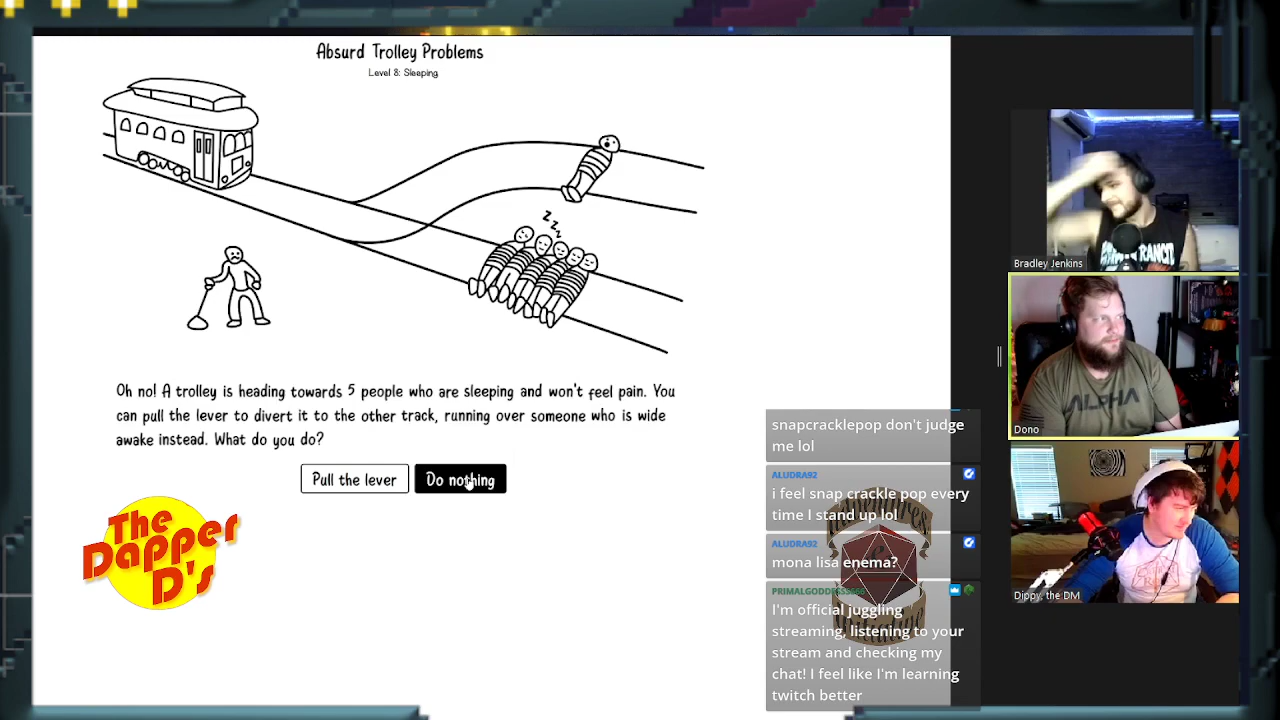 Absurd Trolley Problems
Level 8: Sleeping
z z z
Oh no! A trolley is heading towards 5 people who are sleeping and won't feel pain. You
can pull the lever to divert it to the other track, running over someone who is wide
awake instead. What do you do?
Pull the lever
Do nothing
The
Dapper
D's
Bradley Jenkins
ALPHA
Dono
Dippy, the DM
snapcracklepop don't judge
me lol
ALUDRA92
i feel snap crackle pop every
time I stand up lol
ALUDRA92
mona lisa enema?
I'm official juggling
streaming, listening to your
stream and checking my
chat! I feel like I'm learning
twitch better